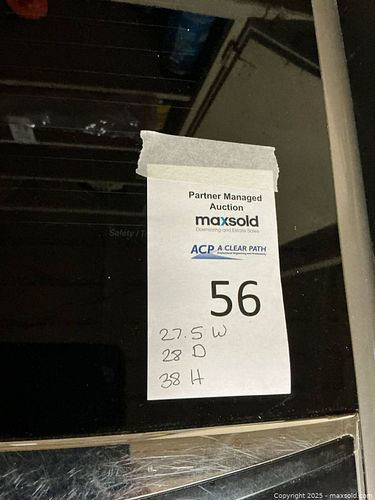 Partner Managed
Auction
maxsold
Downsizing and Estate Sales
ACP A CLEAR PATH
Professional Organizing and Productivity
56
27.5 W
28 D
38 H
Copyright 2025 - maxsold.com